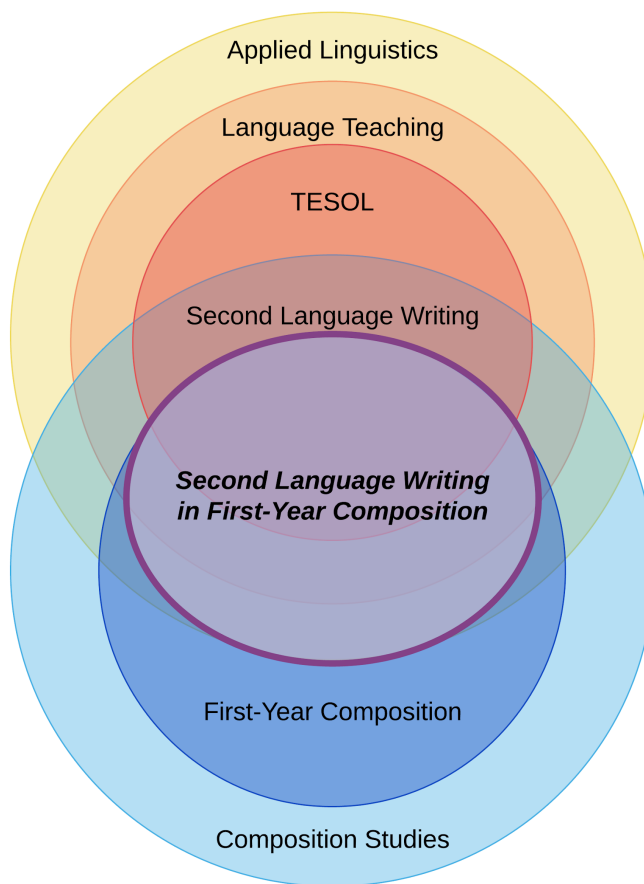 Applied Linguistics
Language Teaching
TESOL
Second Language Writing
Second Language Writing
in First-Year Composition
First-Year Composition
Composition Studies